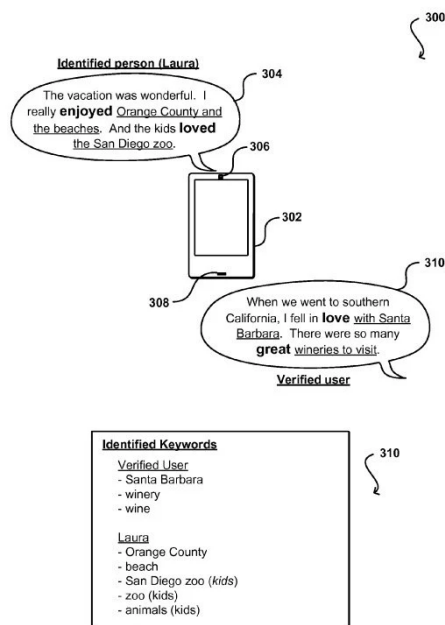 300
Identified person (Laura)
304
The vacation was wonderful. I
really enjoyed Orange County and
the beaches. And the kids loved
the San Diego zoo.
306
302
308
310
When we went to southern
California, I fell in love with Santa
Barbara. There were so many
great wineries to visit.
Verified user
Identified Keywords
310
Verified User
- Santa Barbara
- winery
- wine
Laura
- Orange County
- beach
- San Diego zoo (kids)
- zoo (kids)
- animals (kids)